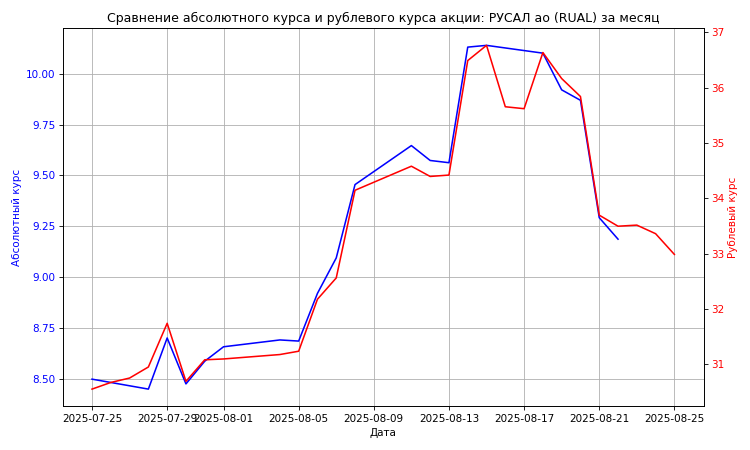 Сравнение абсолютного курса и рублевого курса акции: РУСАЛ ао (RUAL) за месяц
Абсолютный курс
10.00
9.75
9.50
9.25
9.00
8.75
8.50
37
36
35
34
33
32
31
Рублевый курс
2025-07-25 2025-07-29 2025-08-01 2025-08-05 2025-08-09 2025-08-13 2025-08-17 2025-08-21 2025-08-25
Дата